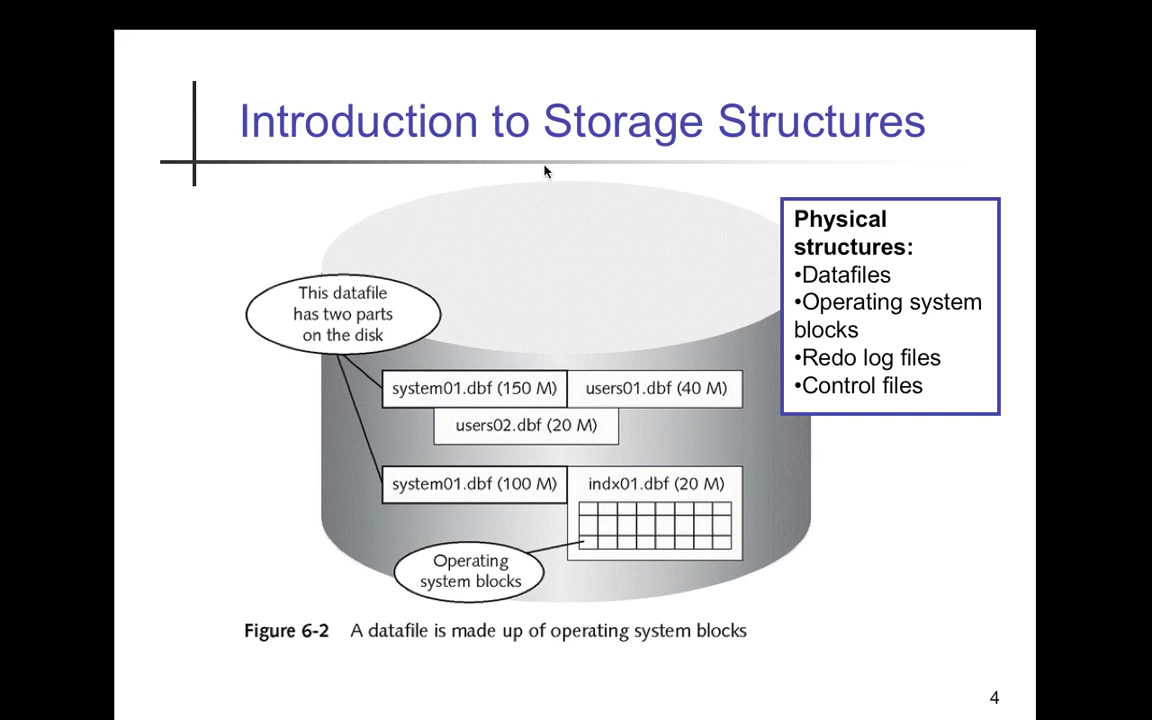 Introduction to Storage Structures
Physical
structures:
•Datafiles
•Operating system
blocks
•Redo log files
•Control files
This datafile
has two parts
on the disk
system01.dbf (150 M)
users01.dbf (40 M)
users02.dbf (20 M)
system01.dbf (100 M)
indx01.dbf (20 M)
Operating
system blocks
Figure 6-2 A datafile is made up of operating system blocks
4